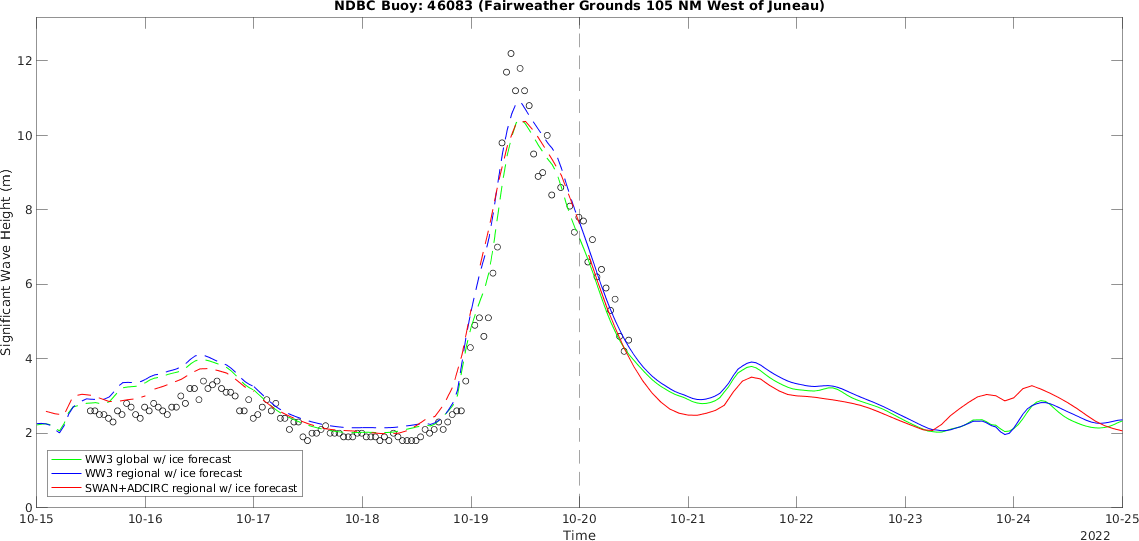 NDBC Buoy: 46083 (Fairweather Grounds 105 NM West of Juneau)
Significant Wave Height (m)
12
10
8
6
4
2
0
WW3 global w/ ice forecast
WW3 regional w/ ice forecast
SWAN+ADCIRC regional w/ ice forecast
10-15 10-16 10-17 10-18 10-19 10-20 10-21 10-22 10-23 10-24 10-25
Time
2022